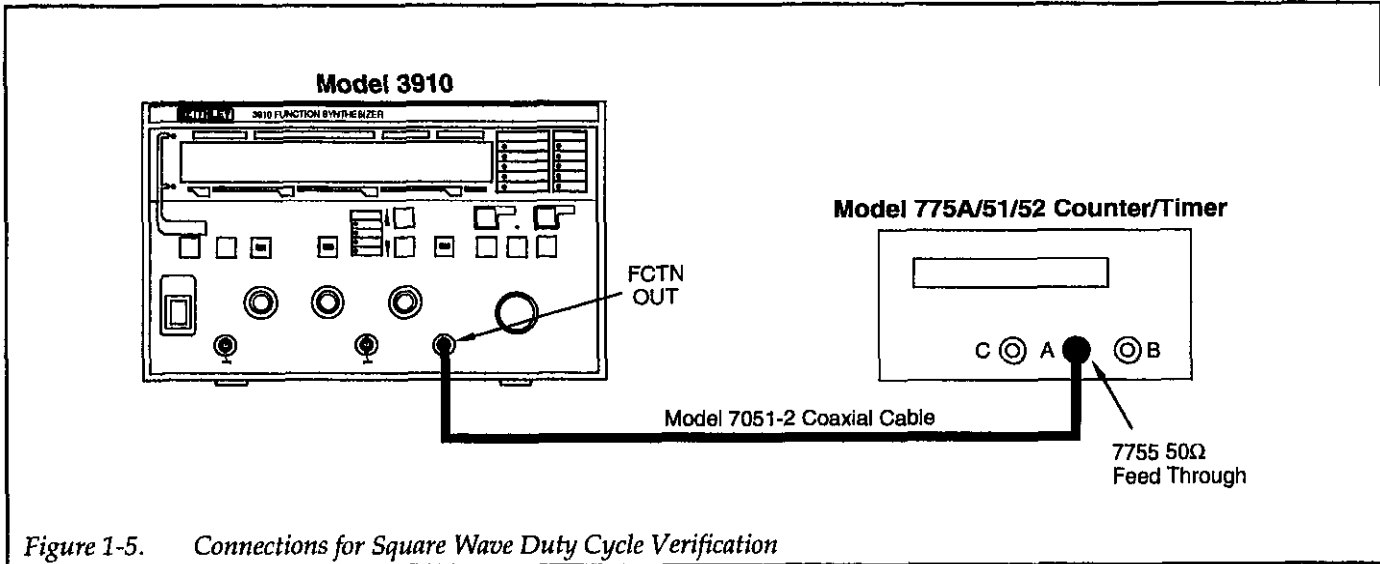 Model 3910
3910 FUNCTION SYNTHESIZER
Model 775A/51/52 Counter/Timer
FCTN
OUT
C A B
Model 7051-2 Coaxial Cable
7755 50Ω
Feed Through
Figure 1-5. Connections for Square Wave Duty Cycle Verification